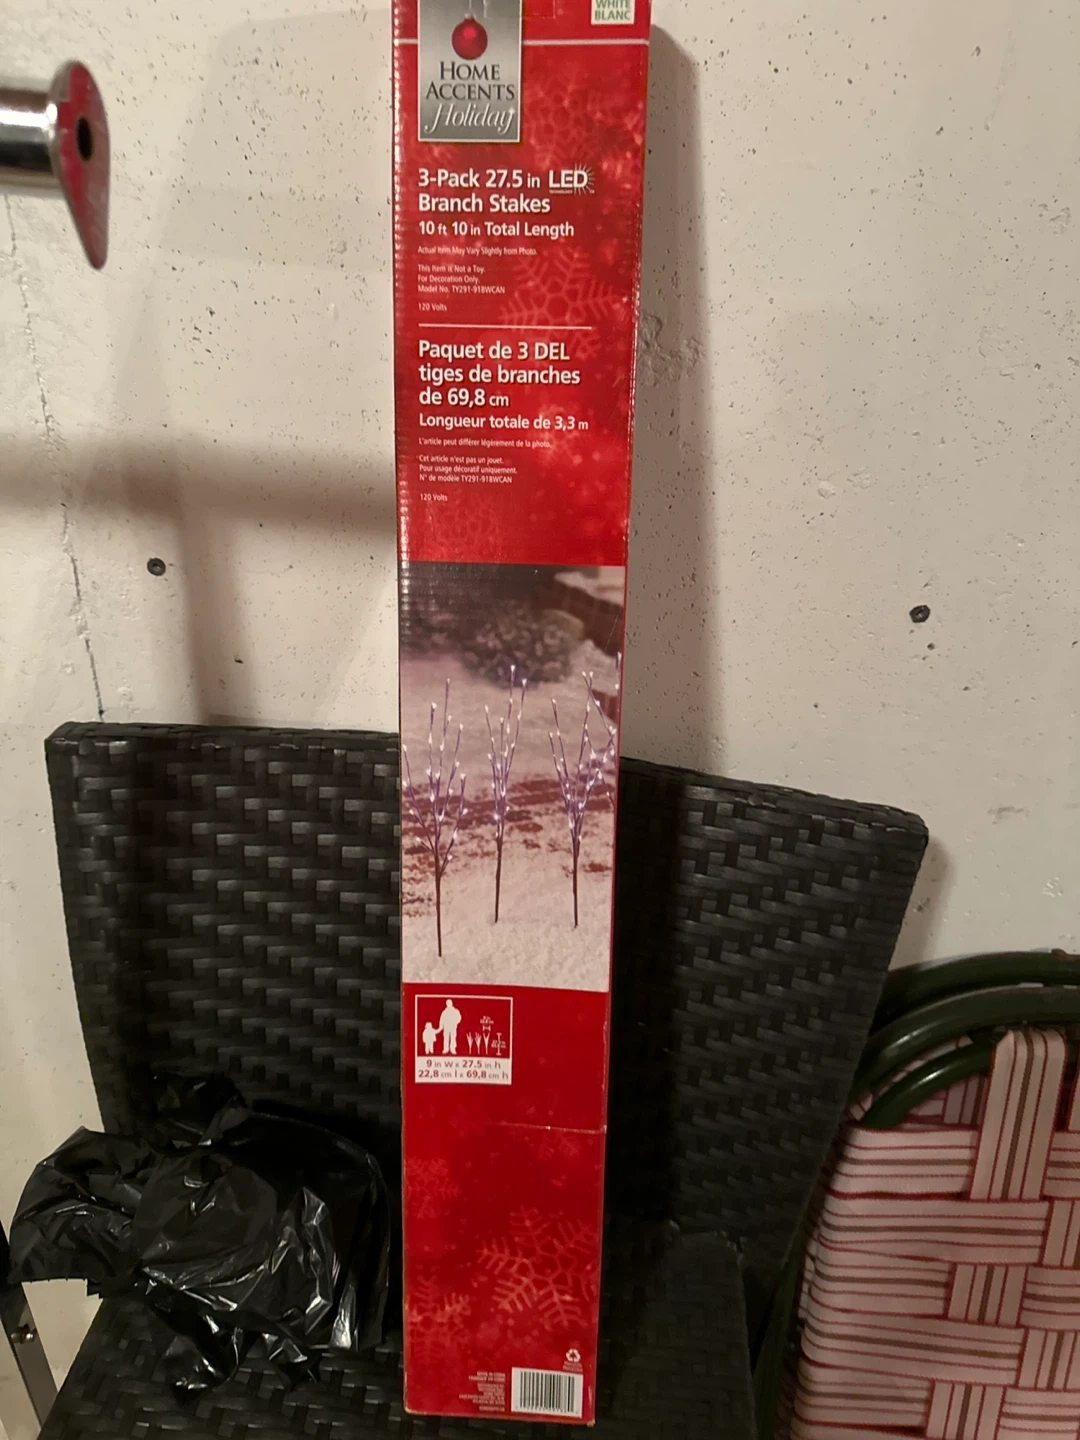 WHITE
BLANC
HOME
ACCENTS
Holiday
3-Pack 27.5 in LED
Branch Stakes
10 ft 10 in Total Length
Actual Item May Vary Slightly from Photo.
This Item is Not a Toy.
For Decoration Only.
Model No. TY291-918WCAN
120 Volts
Paquet de 3 DEL
tiges de branches
de 69,8 cm
Longueur totale de 3,3 m
L'article peut différer légèrement de la photo.
Cet article n'est pas un jouet.
Pour usage décoratif uniquement.
N° de modèle TY291-918WCAN
120 Volts
9 in w x 27.5 in h
22,8 cm l x 69,8 cm h